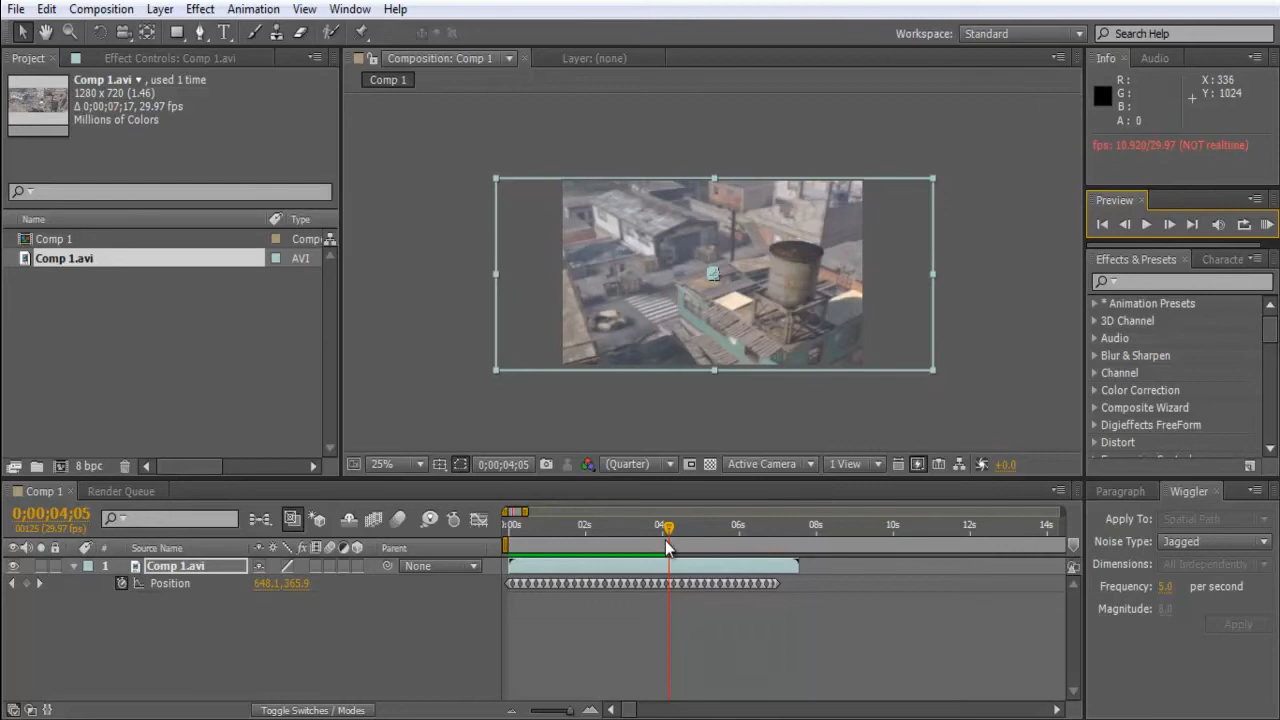 File Edit Composition Layer Effect Animation View Window Help
Workspace: Standard Search Help
Project Effect Controls: Comp 1.avi Composition: Comp 1 Layer: (none) Info Audio
Comp 1.avi , used 1 time
1280 x 720 (1.46)
Δ 0;00;07;17, 29.97 fps
Millions of Colors
Comp 1
R : X : 336
G : Y : 1024
B :
A : 0
fps: 10.920/29.97 (NOT realtime)
Preview
Name Type
Comp 1 Comp
Comp 1.avi AVI
Effects & Presets Characte
* Animation Presets
3D Channel
Audio
Blur & Sharpen
Channel
Color Correction
Composite Wizard
Digieffects FreeForm
Distort
8 bpc 25% 0;00;04;05 (Quarter) Active Camera 1 View +0.0
Comp 1 Render Queue Paragraph Wiggler
0;00;04;05
00125 (29.97 fps)
:00s 02s 04s 06s 08s 10s 12s 14s
# Source Name Parent
1 Comp 1.avi None
Position 648.1,365.9
Apply To: Spatial Path
Noise Type: Jagged
Dimensions: All Independently
Frequency: 5.0 per second
Magnitude: 8.0
Apply
Toggle Switches / Modes